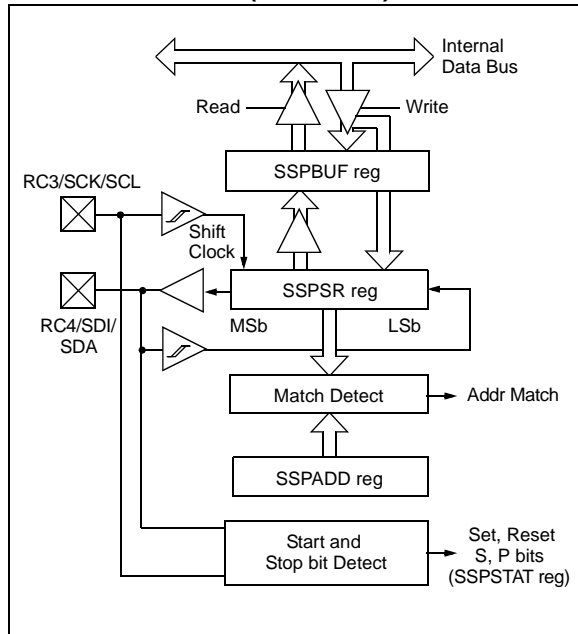 Internal
Data Bus
Read
Write
SSPBUF reg
RC3/SCK/SCL
Shift
Clock
SSPSR reg
MSb
LSb
RC4/SDI/
SDA
Match Detect
Addr Match
SSPADD reg
Start and
Stop bit Detect
Set, Reset
S, P bits
(SSPSTAT reg)